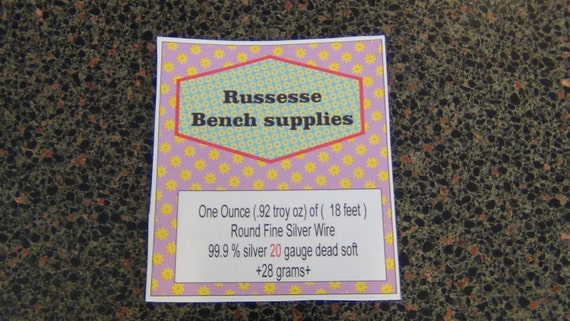 Russesse
Bench supplies
One Ounce (.92 troy oz) of ( 18 feet )
Round Fine Silver Wire
99.9 % silver 20 gauge dead soft
+28 grams+